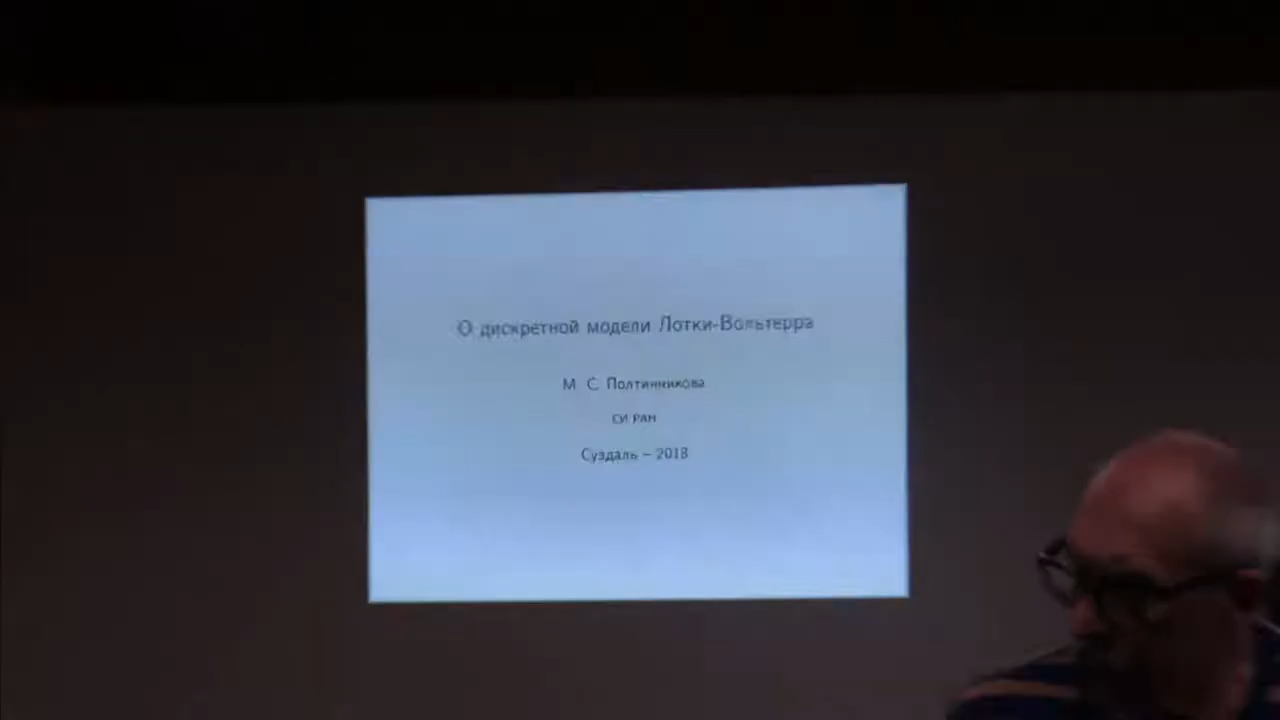 О дискретной модели Лотки-Вольтерра
М. С. Полтинникова
СИ РАН
Суздаль – 2018